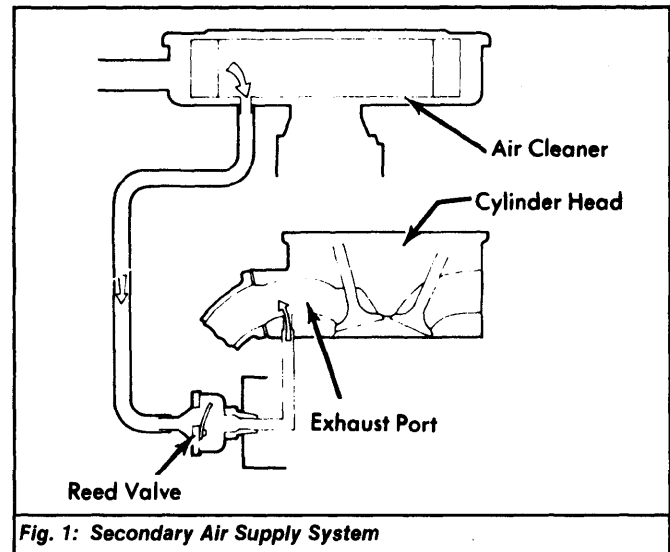 Air Cleaner
Cylinder Head
Exhaust Port
Reed Valve
Fig. 1: Secondary Air Supply System